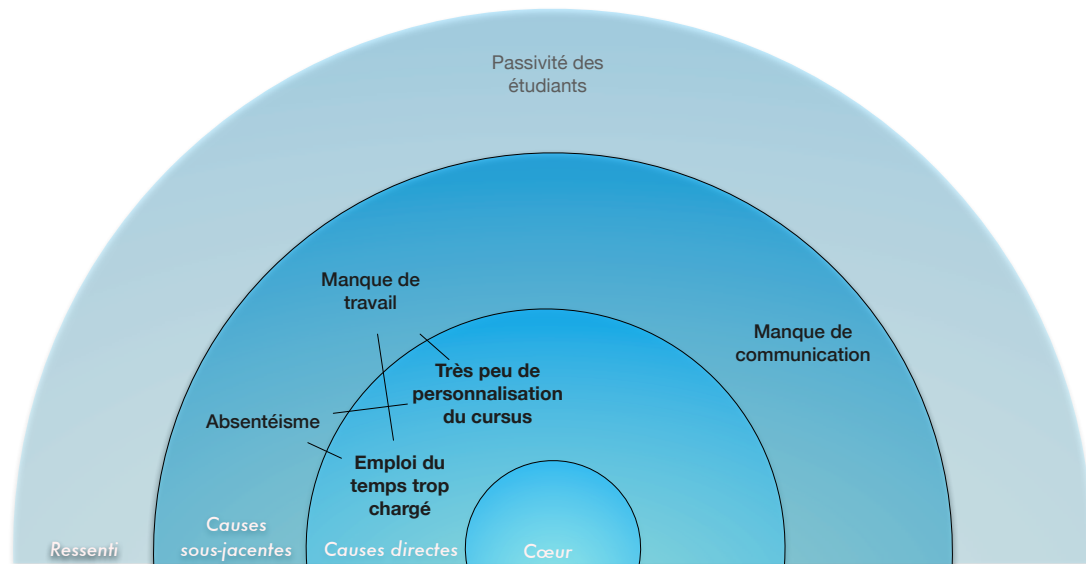 Passivité des
étudiants
Manque de
travail
Manque de
communication
Très peu de
personnalisation
du cursus
Absentéisme
Emploi du
temps trop
chargé
Ressenti
Causes
sous-jacentes
Causes directes
Cœur